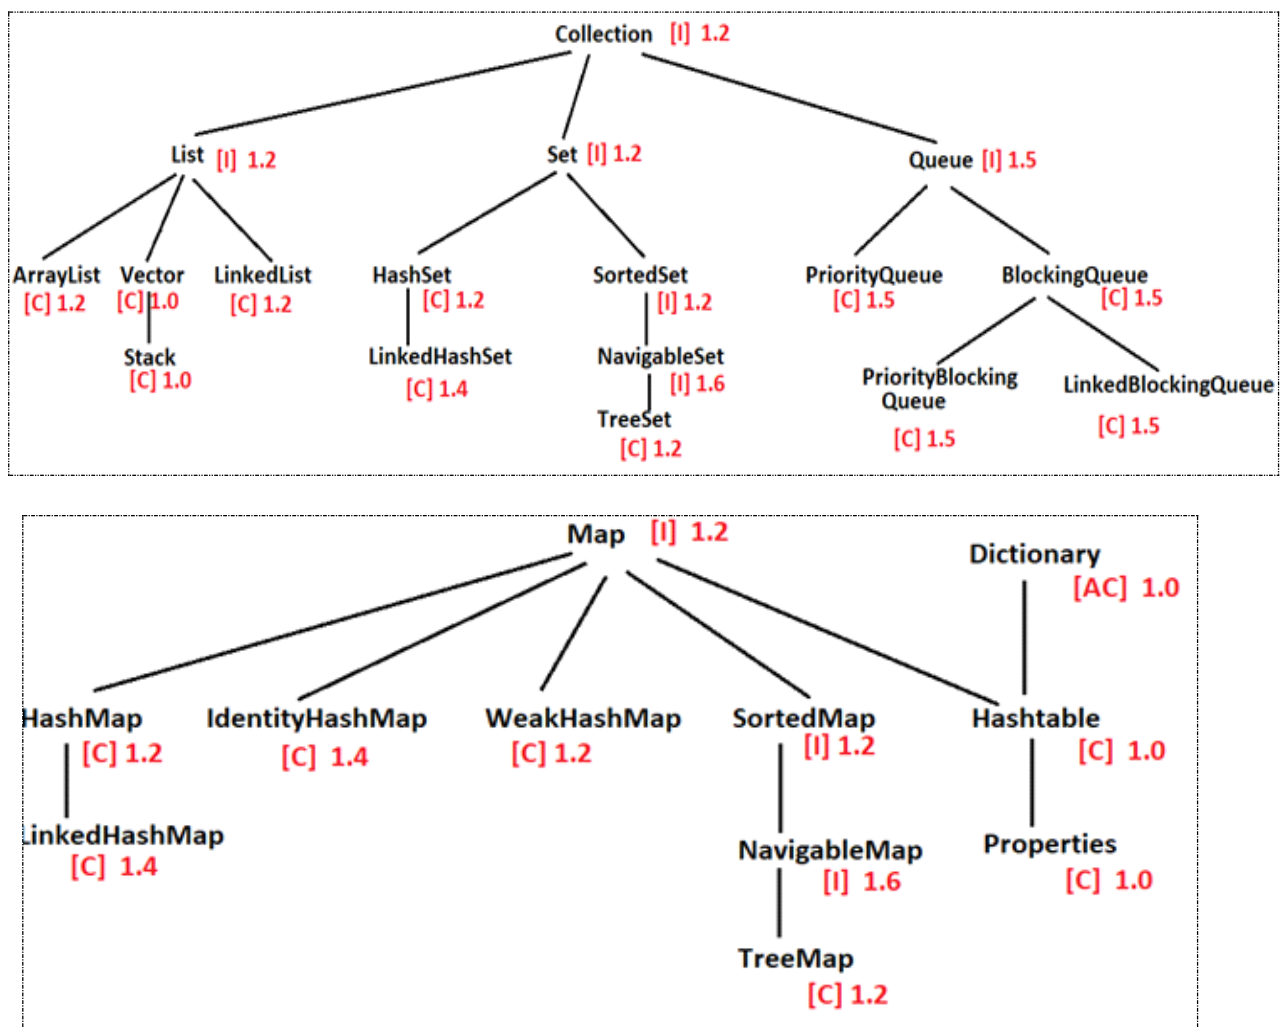 Collection [I] 1.2
List [I] 1.2
Set [I] 1.2
Queue [I] 1.5
ArrayList
[C] 1.2
Vector
[C] 1.0
LinkedList
[C] 1.2
HashSet
[C] 1.2
SortedSet
[I] 1.2
PriorityQueue
[C] 1.5
BlockingQueue
[C] 1.5
Stack
[C] 1.0
LinkedHashSet
[C] 1.4
NavigableSet
[I] 1.6
TreeSet
[C] 1.2
PriorityBlocking
Queue
[C] 1.5
LinkedBlockingQueue
[C] 1.5
Map [I] 1.2
Dictionary
[AC] 1.0
HashMap
[C] 1.2
IdentityHashMap
[C] 1.4
WeakHashMap
[C] 1.2
SortedMap
[I] 1.2
Hashtable
[C] 1.0
LinkedHashMap
[C] 1.4
NavigableMap
[I] 1.6
Properties
[C] 1.0
TreeMap
[C] 1.2